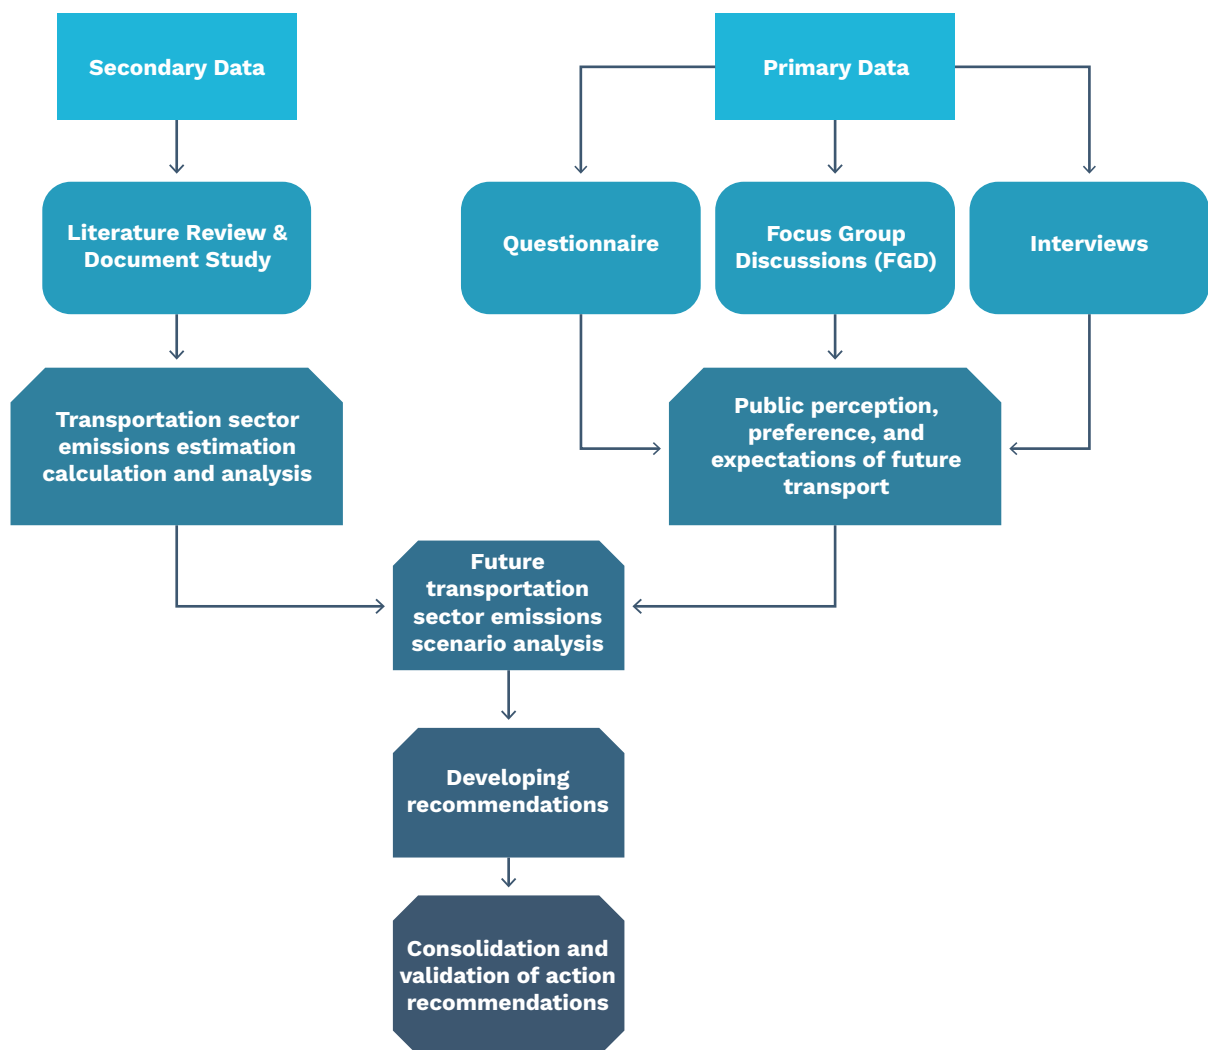 Secondary Data
Primary Data
Literature Review &
Document Study
Questionnaire
Focus Group
Discussions (FGD)
Interviews
Transportation sector
emissions estimation
calculation and analysis
Public perception,
preference, and
expectations of future
transport
Future
transportation
sector emissions
scenario analysis
Developing
recommendations
Consolidation and
validation of action
recommendations